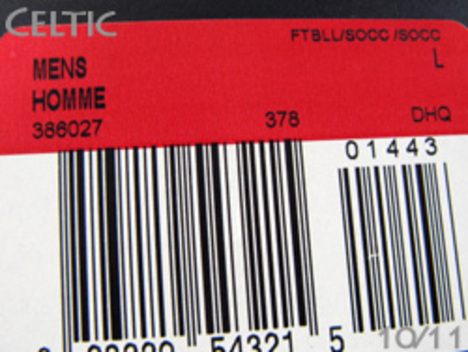 CELTIC
FTBLL/SOCC /SOCC
MENS L
HOMME
386027 378 DHQ
01443
54321 5
10/11